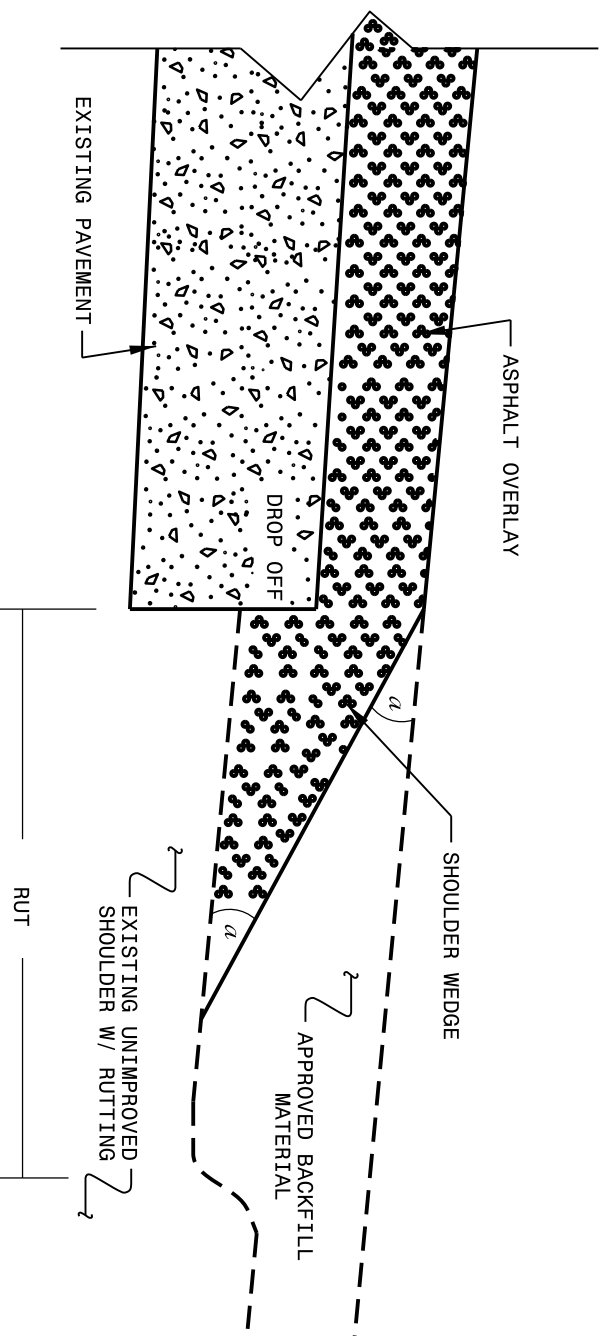 ASPHALT OVERLAY
SHOULDER WEDGE
a
APPROVED BACKFILL
MATERIAL
DROP OFF
a
EXISTING PAVEMENT
EXISTING UNIMPROVED
SHOULDER W/ RUTTING
RUT